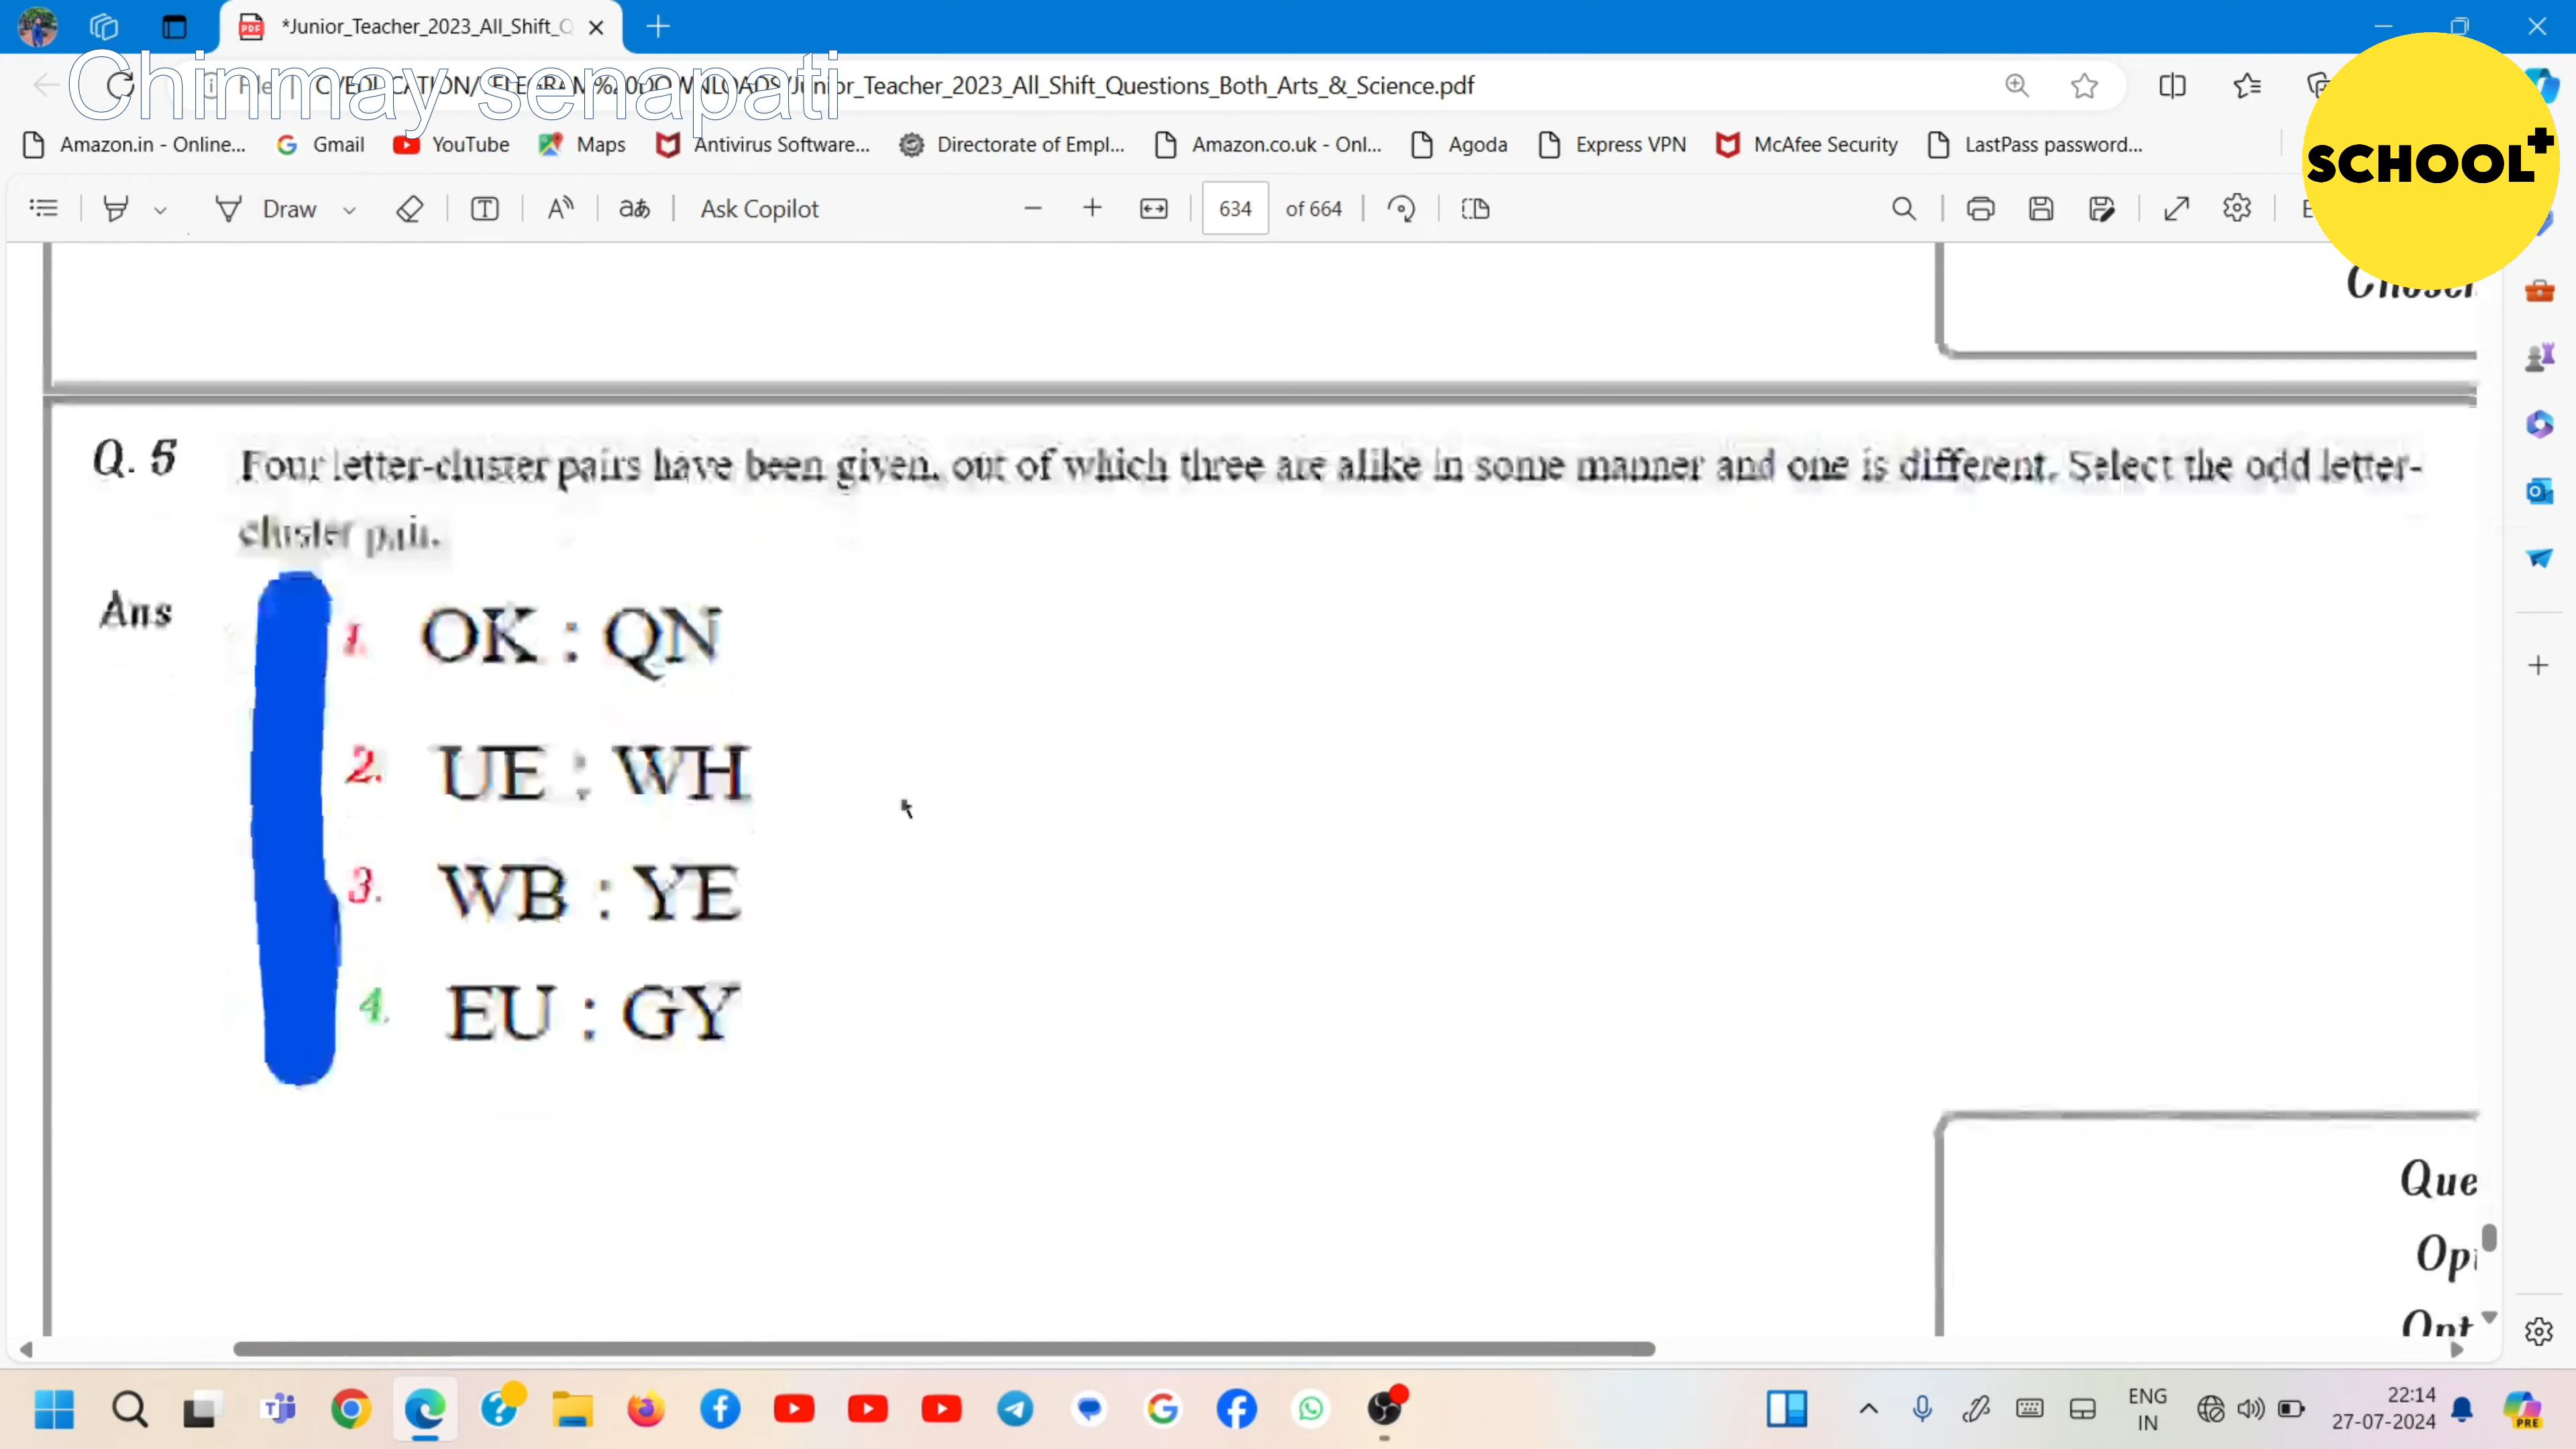 *Junior_Teacher_2023_All_Shift_Q
Chinmay senapati
Junior_Teacher_2023_All_Shift_Questions_Both_Arts_&_Science.pdf
SCHOOL+
Amazon.in - Online... Gmail YouTube Maps Antivirus Software... Directorate of Empl... Amazon.co.uk - Onl... Agoda Express VPN McAfee Security LastPass password...
Draw Ask Copilot 634 of 664
Q. 5 Four letter-cluster pairs have been given, out of which three are alike in some manner and one is different. Select the odd letter-
cluster pair.
Ans 1. OK : QN
2. UE : WH
3. WB : YE
4. EU : GY
Que
Opt
ENG
IN
22:14
27-07-2024
PRE